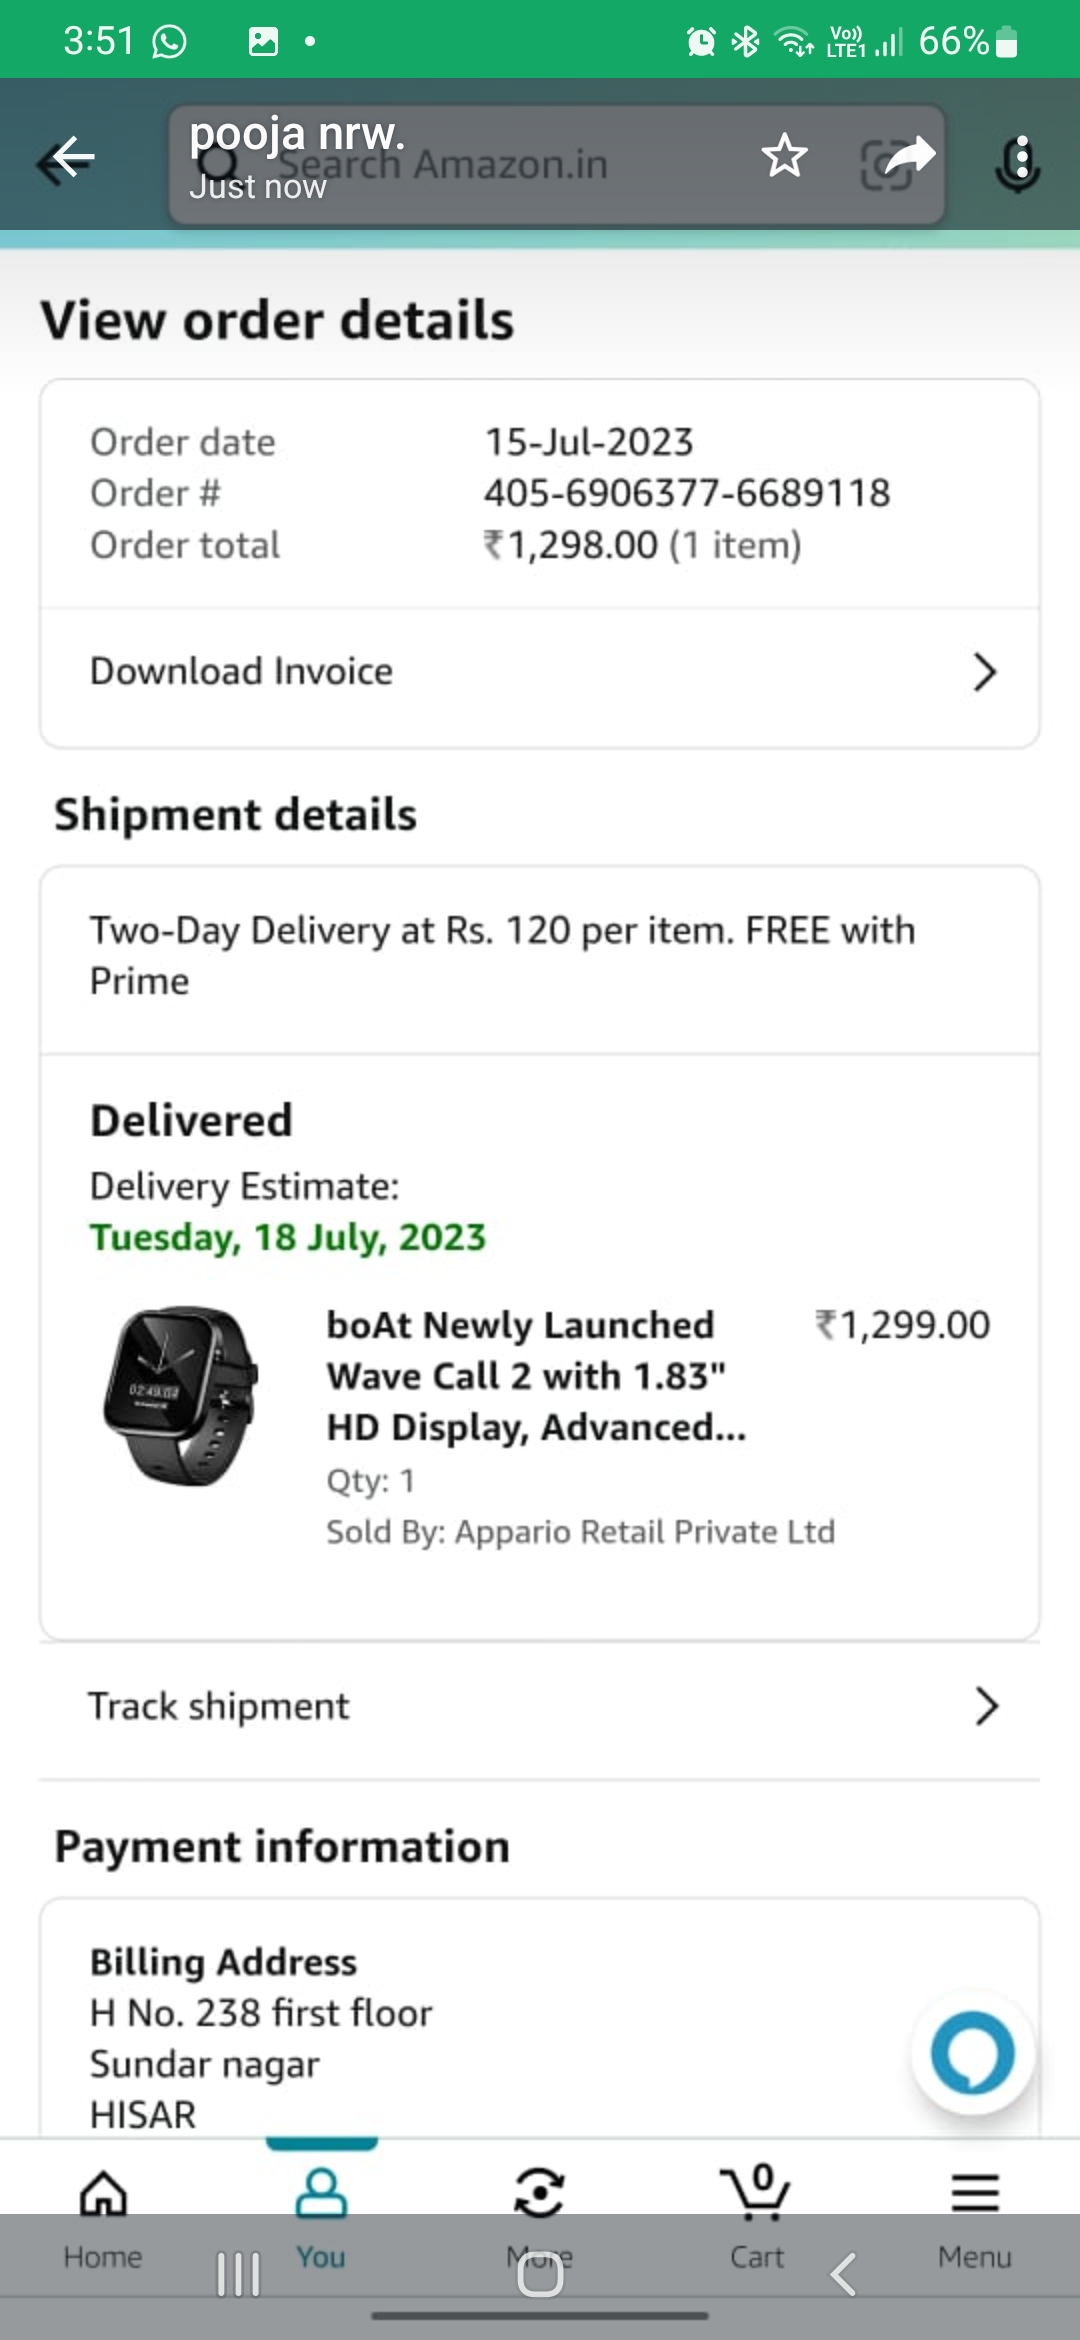 3:51
Vo))
LTE1
66%
pooja nrw.
Search Amazon.in
Just now
View order details
Order date 15-Jul-2023
Order # 405-6906377-6689118
Order total ₹1,298.00 (1 item)
Download Invoice
Shipment details
Two-Day Delivery at Rs. 120 per item. FREE with
Prime
Delivered
Delivery Estimate:
Tuesday, 18 July, 2023
boAt Newly Launched ₹1,299.00
Wave Call 2 with 1.83"
HD Display, Advanced...
Qty: 1
Sold By: Appario Retail Private Ltd
Track shipment
Payment information
Billing Address
H No. 238 first floor
Sundar nagar
HISAR
0
Home You More Cart Menu